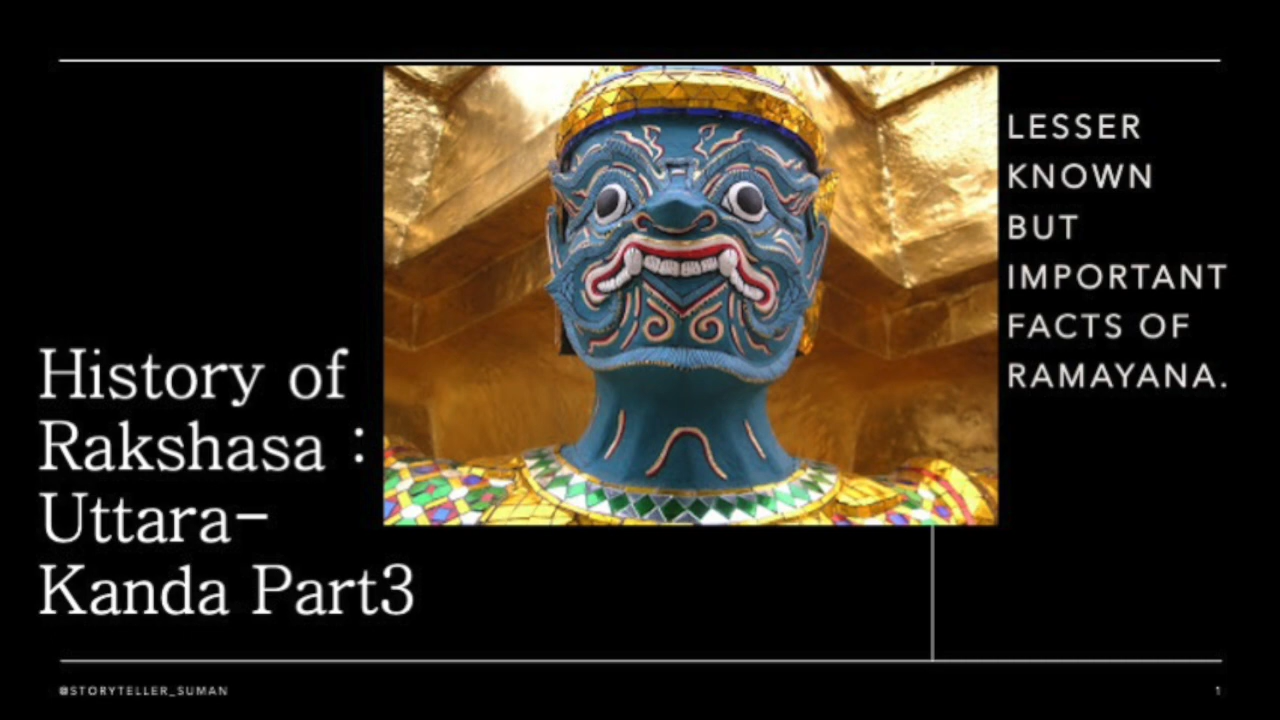 History of
Rakshasa :
Uttara-
Kanda Part3
LESSER
KNOWN
BUT
IMPORTANT
FACTS OF
RAMAYANA.
@STORYTELLER_SUMAN
1